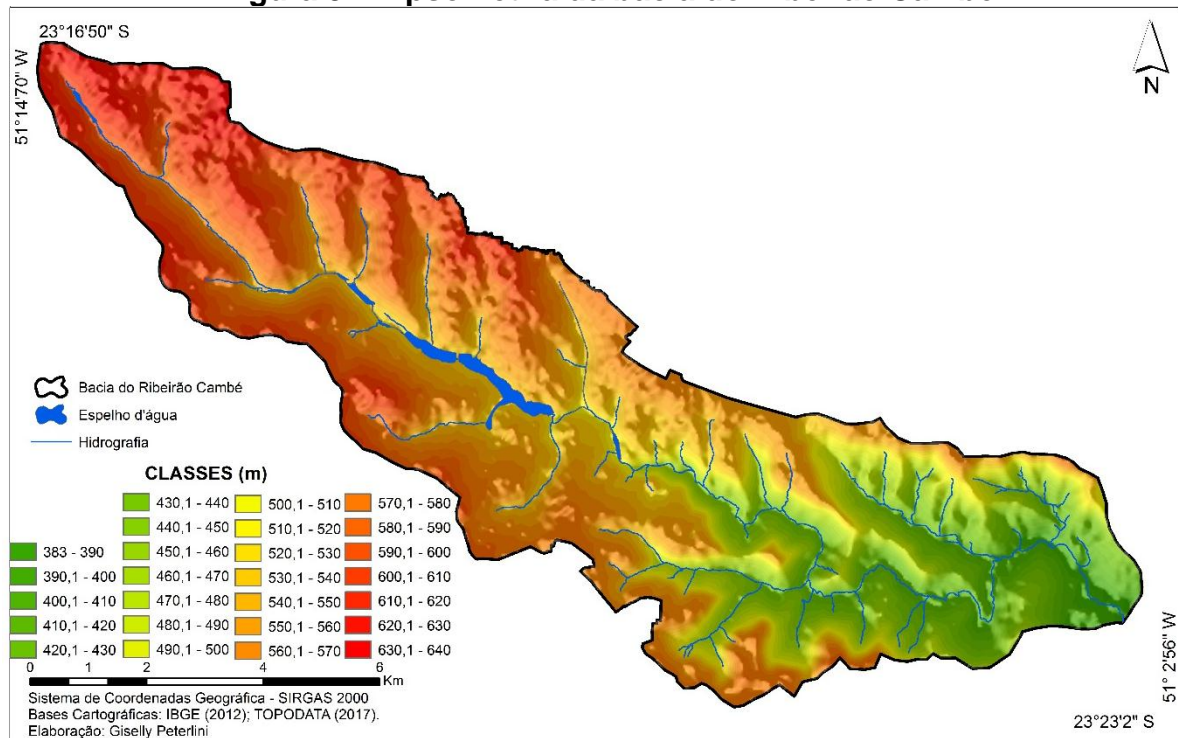 23°16'50" S
51°14'70" W
N
Bacia do Ribeirão Cambé
Espelho d'água
Hidrografia
CLASSES (m)
383 - 390
390,1 - 400
400,1 - 410
410,1 - 420
420,1 - 430
430,1 - 440
440,1 - 450
450,1 - 460
460,1 - 470
470,1 - 480
480,1 - 490
490,1 - 500
500,1 - 510
510,1 - 520
520,1 - 530
530,1 - 540
540,1 - 550
550,1 - 560
560,1 - 570
570,1 - 580
580,1 - 590
590,1 - 600
600,1 - 610
610,1 - 620
620,1 - 630
630,1 - 640
0 1 2 4 6
Km
Sistema de Coordenadas Geográfica - SIRGAS 2000
Bases Cartográficas: IBGE (2012); TOPODATA (2017).
Elaboração: Giselly Peterlini
51° 2'56" W
23°23'2" S